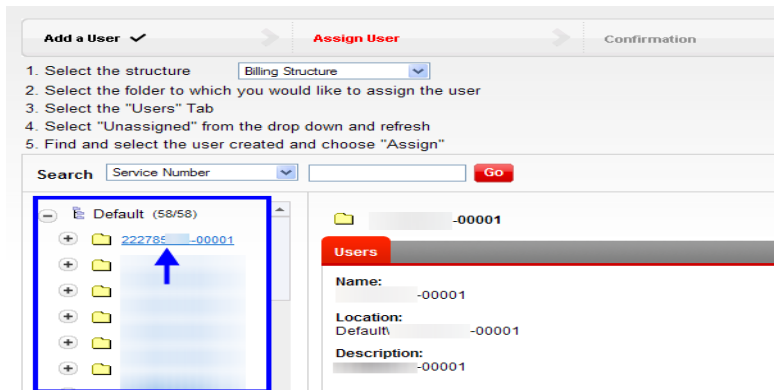 Add a User
Assign User
Confirmation
1. Select the structure Billing Structure
2. Select the folder to which you would like to assign the user
3. Select the "Users" Tab
4. Select "Unassigned" from the drop down and refresh
5. Find and select the user created and choose "Assign"
Search Service Number Go
Default (58/58)
-00001
-00001
Users
Name:
-00001
Location:
Default\ -00001
Description:
-00001